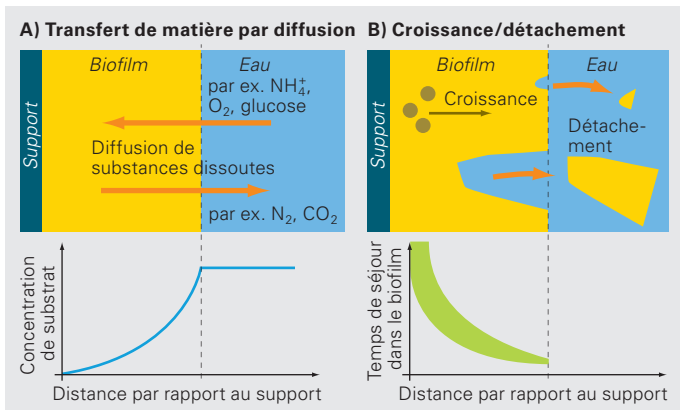 A) Transfert de matière par diffusion
Support
Biofilm
Eau
par ex. NH₄⁺,
O₂, glucose
Diffusion de
substances dissoutes
par ex. N₂, CO₂
Concentration
de substrat
Distance par rapport au support
B) Croissance/détachement
Support
Biofilm
Eau
Croissance
Détache-
ment
Temps de séjour
dans le biofilm
Distance par rapport au support